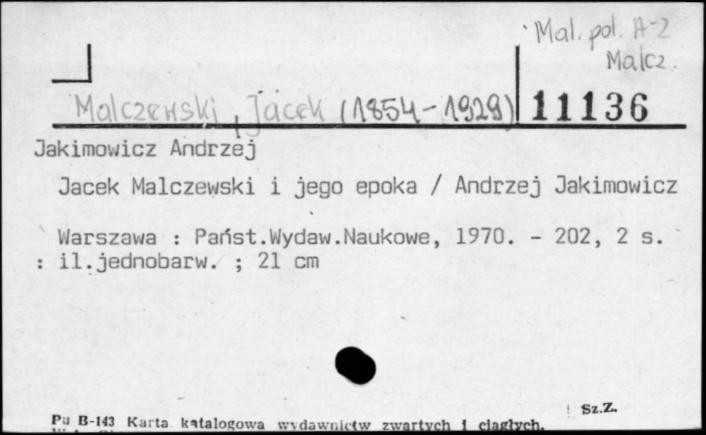 Mal. pol. A-2
Malcz.
Malczewski, Jacek (1854-1929) 11136
Jakimowicz Andrzej
Jacek Malczewski i jego epoka / Andrzej Jakimowicz
Warszawa : Państ.Wydaw.Naukowe, 1970. - 202, 2 s.
: il.jednobarw. ; 21 cm
Sz.Z.
Pu B-143 Karta katalogowa wydawnictw zwartych i ciągłych.